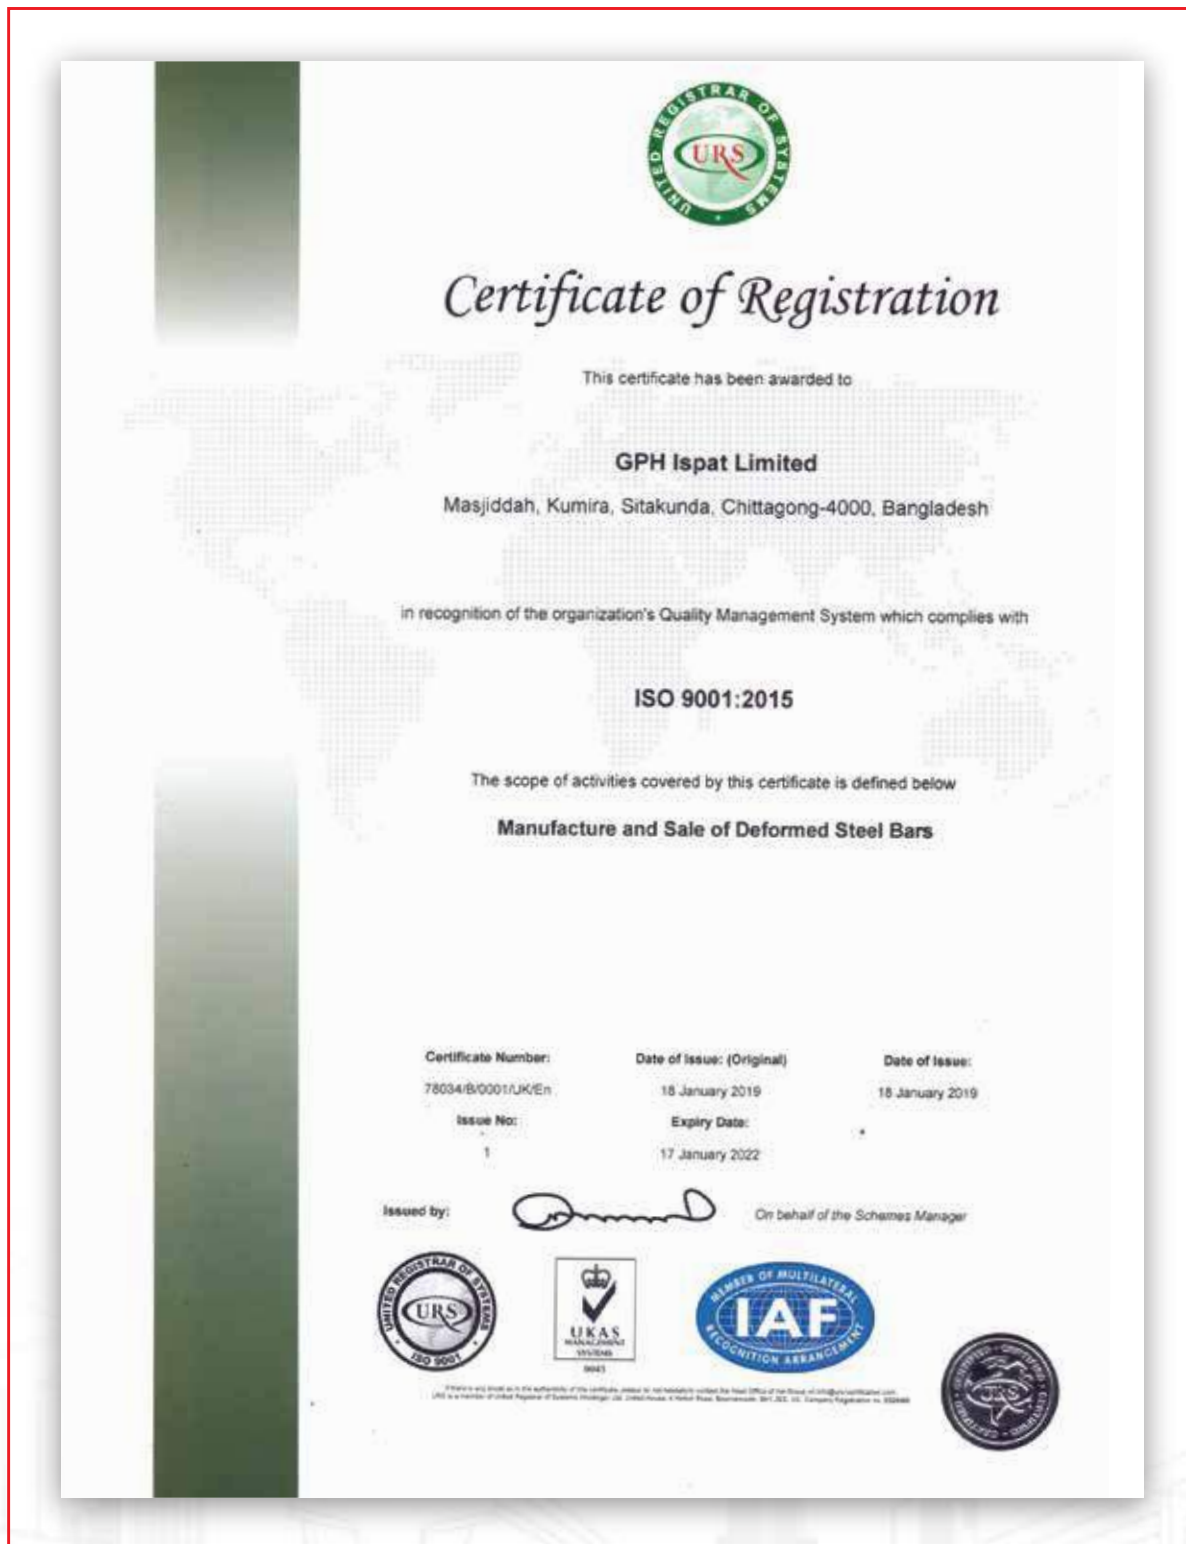 UNITED REGISTRAR OF SYSTEMS
URS
Certificate of Registration
This certificate has been awarded to
GPH Ispat Limited
Masjiddah, Kumira, Sitakunda, Chittagong-4000, Bangladesh
in recognition of the organization's Quality Management System which complies with
ISO 9001:2015
The scope of activities covered by this certificate is defined below
Manufacture and Sale of Deformed Steel Bars
Certificate Number: Date of Issue: (Original) Date of Issue:
78034/B/0001/UK/En 18 January 2019 18 January 2019
Issue No: Expiry Date:
1 17 January 2022
Issued by: On behalf of the Schemes Manager
UNITED REGISTRAR OF SYSTEMS
URS
ISO 9001
UKAS
MANAGEMENT
SYSTEMS
0043
MEMBER OF MULTILATERAL
IAF
RECOGNITION ARRANGEMENT
URS
CERTIFIED